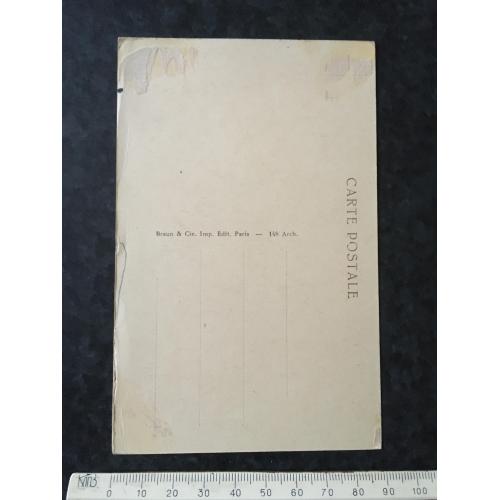 CARTE POSTALE
Braun & Cie. Imp. Edit. Paris — 148 Arch.
0 10 20 30 40 50 60 70 80 90 100